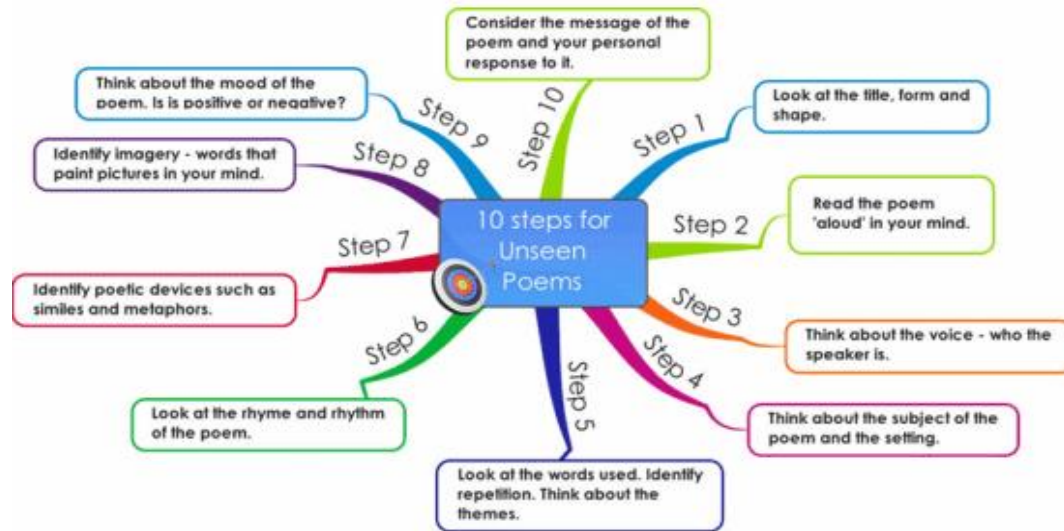 10 steps for
Unseen
Poems
Step 1
Look at the title, form and
shape.
Step 2
Read the poem
'aloud' in your mind.
Step 3
Think about the voice - who the
speaker is.
Step 4
Think about the subject of the
poem and the setting.
Step 5
Look at the words used. Identify
repetition. Think about the
themes.
Step 6
Look at the rhyme and rhythm
of the poem.
Step 7
Identify poetic devices such as
similes and metaphors.
Step 8
Identify imagery - words that
paint pictures in your mind.
Step 9
Think about the mood of the
poem. Is is positive or negative?
Step 10
Consider the message of the
poem and your personal
response to it.